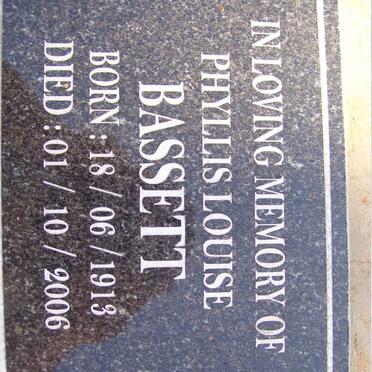 IN LOVING MEMORY OF
PHYLLIS LOUISE
BASSETT
BORN : 18 / 06 / 1913
DIED : 01 / 10 / 2006